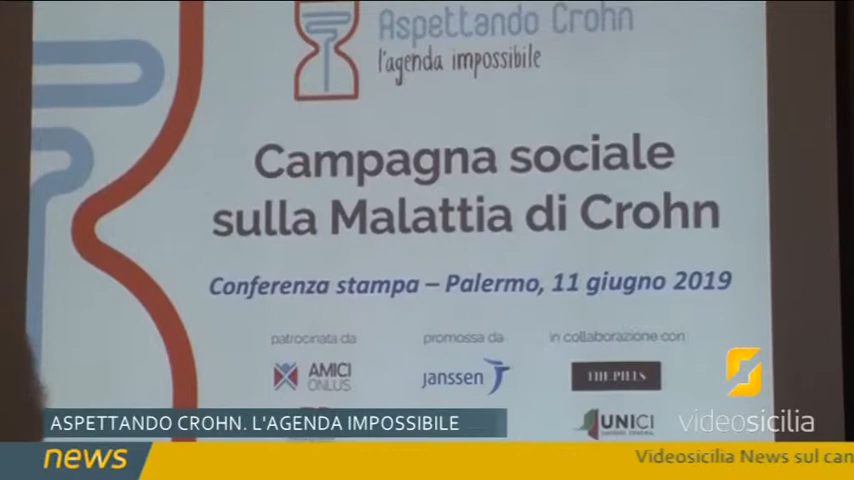 Aspettando Crohn
l'agenda impossibile
Campagna sociale
sulla Malattia di Crohn
Conferenza stampa – Palermo, 11 giugno 2019
patrocinata da
promossa da
in collaborazione con
AMICI
ONLUS
Janssen
THE PILLS
UNICI
ASPETTANDO CROHN. L'AGENDA IMPOSSIBILE
videosicilia
news
Videosicilia News sul can